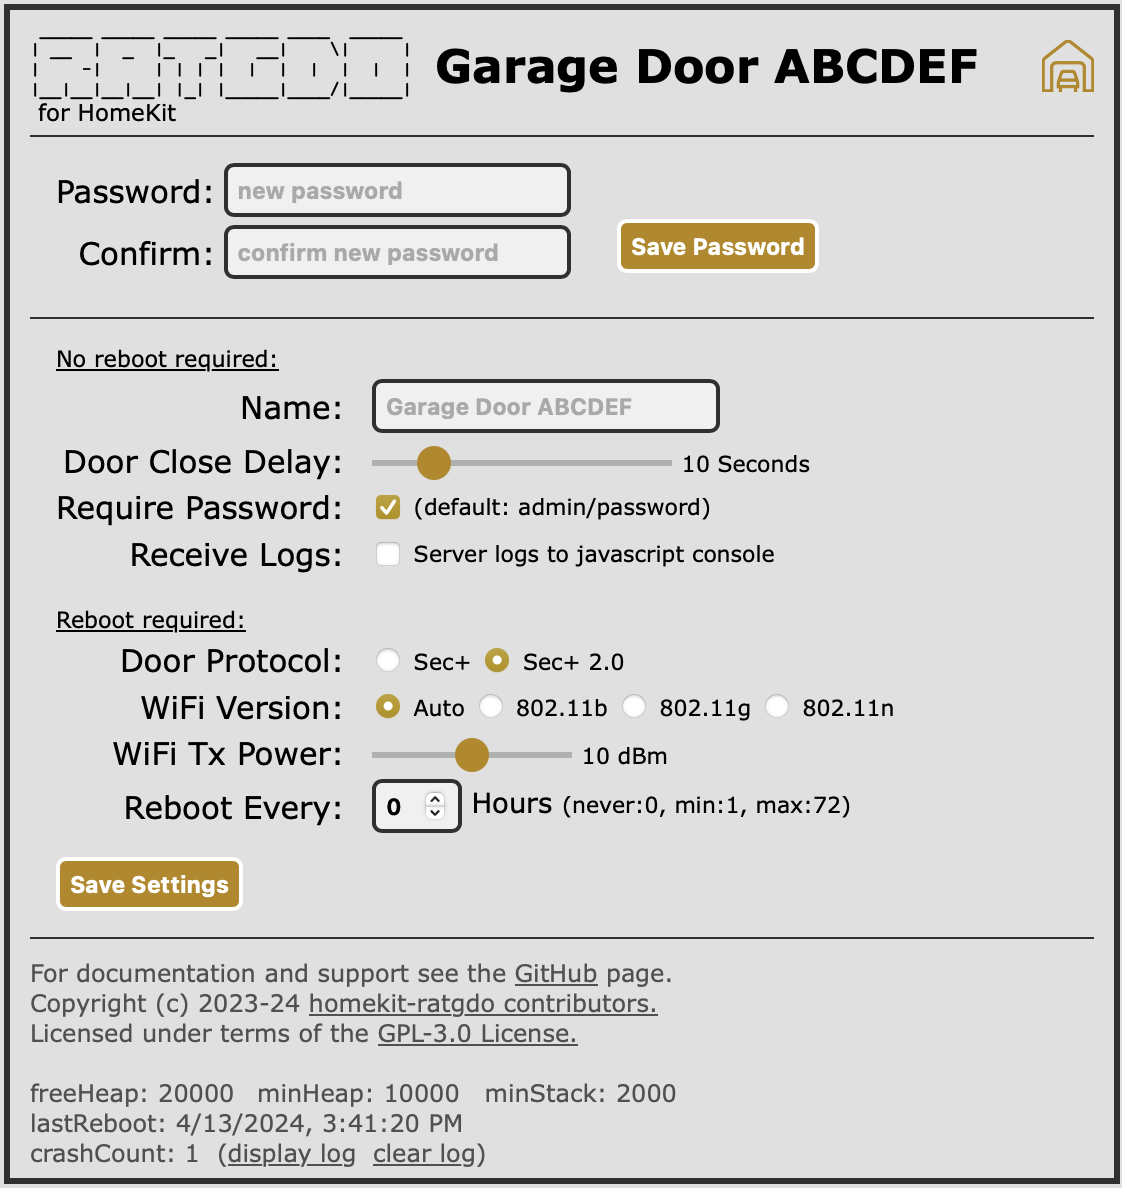 RATGDO
for HomeKit
Garage Door ABCDEF
Password: new password
Confirm: confirm new password
Save Password
No reboot required:
Name: Garage Door ABCDEF
Door Close Delay: 10 Seconds
Require Password: (default: admin/password)
Receive Logs: Server logs to javascript console
Reboot required:
Door Protocol: Sec+ Sec+ 2.0
WiFi Version: Auto 802.11b 802.11g 802.11n
WiFi Tx Power: 10 dBm
Reboot Every: 0 Hours (never:0, min:1, max:72)
Save Settings
For documentation and support see the GitHub page.
Copyright (c) 2023-24 homekit-ratgdo contributors.
Licensed under terms of the GPL-3.0 License.
freeHeap: 20000 minHeap: 10000 minStack: 2000
lastReboot: 4/13/2024, 3:41:20 PM
crashCount: 1 (display log clear log)